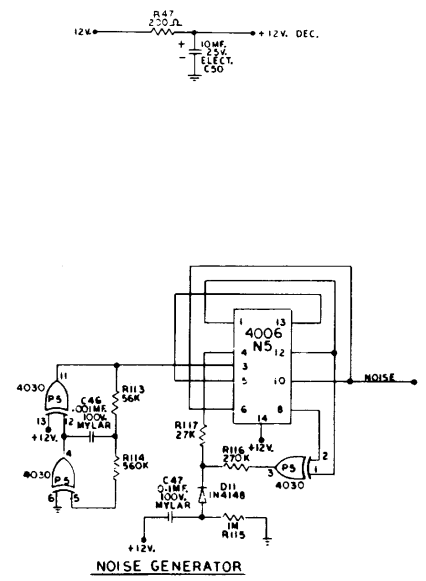 R47
200Ω
12V.
+12V. DEC.
+
10MF.
25V.
ELECT.
C50
-
1
13
4006
N5
4
12
3
5
10
NOISE
6
8
14
+12V.
11
4030
P5
13
12
+12V.
C46
.001MF.
100V.
MYLAR
R113
56K
R114
560K
4
4030
P5
6
5
R117
27K
R116
270K
3
P5
2
1
4030
C47
0.1MF.
100V.
MYLAR
D11
1N4148
1M
R115
+12V.
NOISE GENERATOR